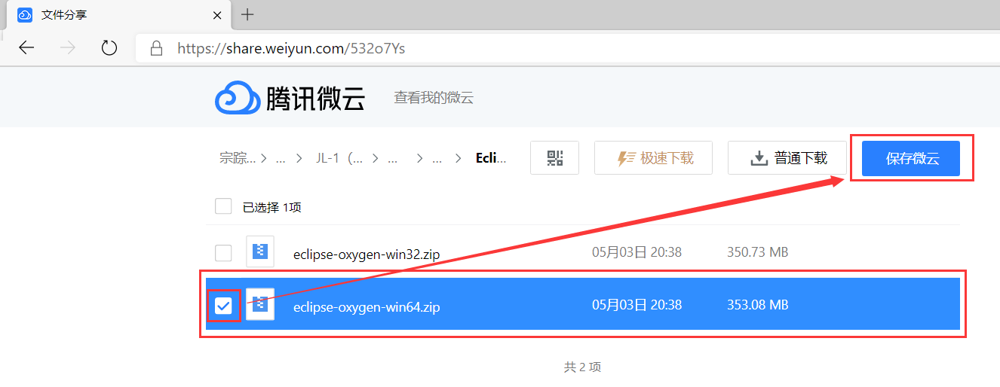 文件分享
https://share.weiyun.com/532o7Ys
腾讯微云 查看我的微云
宗踪... > ... > JL-1（... > ... > ... > Ecli... 极速下载 普通下载 保存微云
已选择 1项
eclipse-oxygen-win32.zip 05月03日 20:38 350.73 MB
eclipse-oxygen-win64.zip 05月03日 20:38 353.08 MB
共 2 项